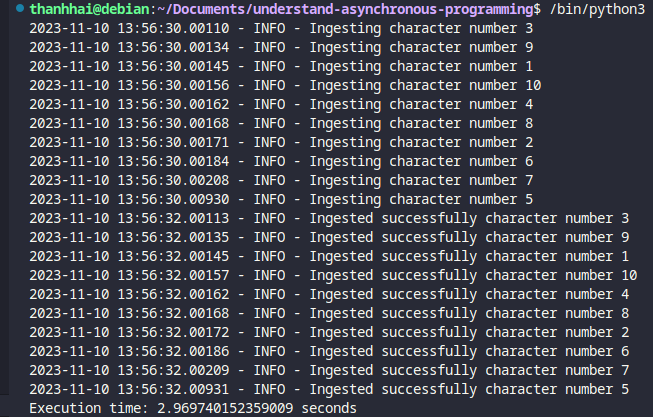 thanhhai@debian:~/Documents/understand-asynchronous-programming$ /bin/python3
2023-11-10 13:56:30.00110 - INFO - Ingesting character number 3
2023-11-10 13:56:30.00134 - INFO - Ingesting character number 9
2023-11-10 13:56:30.00145 - INFO - Ingesting character number 1
2023-11-10 13:56:30.00156 - INFO - Ingesting character number 10
2023-11-10 13:56:30.00162 - INFO - Ingesting character number 4
2023-11-10 13:56:30.00168 - INFO - Ingesting character number 8
2023-11-10 13:56:30.00171 - INFO - Ingesting character number 2
2023-11-10 13:56:30.00184 - INFO - Ingesting character number 6
2023-11-10 13:56:30.00208 - INFO - Ingesting character number 7
2023-11-10 13:56:30.00930 - INFO - Ingesting character number 5
2023-11-10 13:56:32.00113 - INFO - Ingested successfully character number 3
2023-11-10 13:56:32.00135 - INFO - Ingested successfully character number 9
2023-11-10 13:56:32.00145 - INFO - Ingested successfully character number 1
2023-11-10 13:56:32.00157 - INFO - Ingested successfully character number 10
2023-11-10 13:56:32.00162 - INFO - Ingested successfully character number 4
2023-11-10 13:56:32.00168 - INFO - Ingested successfully character number 8
2023-11-10 13:56:32.00172 - INFO - Ingested successfully character number 2
2023-11-10 13:56:32.00186 - INFO - Ingested successfully character number 6
2023-11-10 13:56:32.00209 - INFO - Ingested successfully character number 7
2023-11-10 13:56:32.00931 - INFO - Ingested successfully character number 5
Execution time: 2.969740152359009 seconds